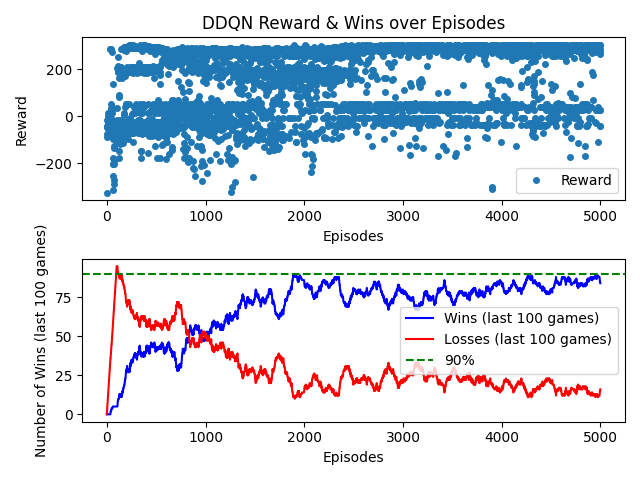 DDQN Reward & Wins over Episodes
Reward
200
0
−200
Reward
0
1000
2000
3000
4000
5000
Episodes
Number of Wins (last 100 games)
75
50
25
0
Wins (last 100 games)
Losses (last 100 games)
90%
0
1000
2000
3000
4000
5000
Episodes